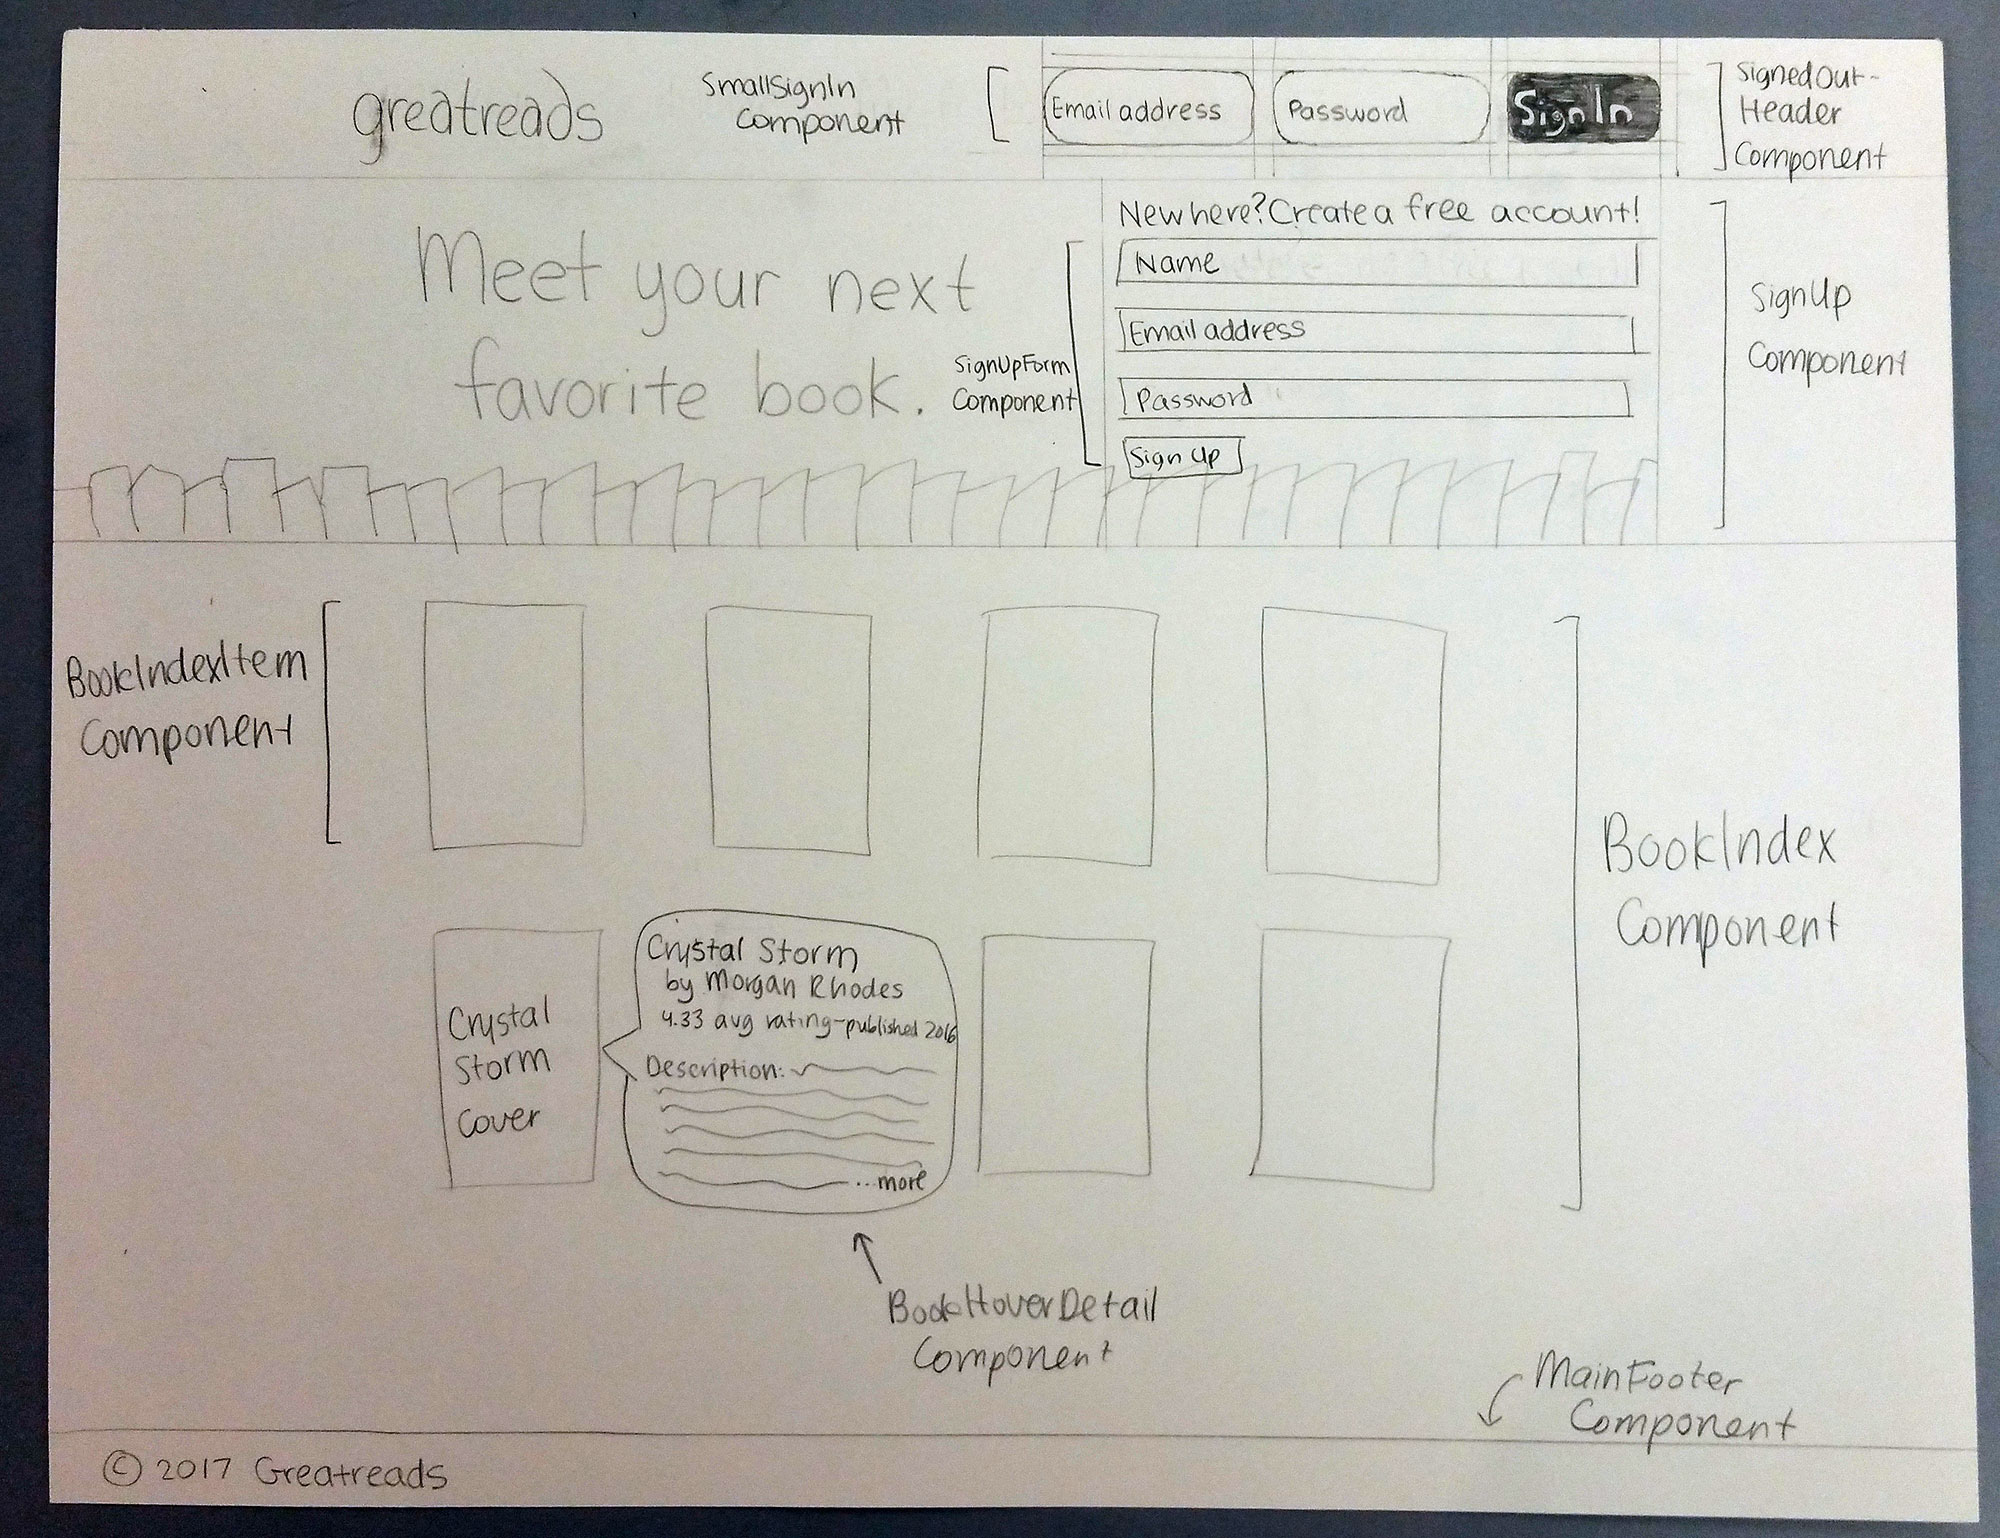 greatreads
SmallSignIn
Component
Email address
Password
Sign In
SignedOut-
Header
Component
New here? Create a free account!
Meet your next
favorite book.
SignUpForm
Component
Name
Email address
Password
Sign Up
SignUp
Component
BookIndexItem
Component
BookIndex
Component
Crystal
Storm
Cover
Crystal Storm
by Morgan Rhodes
4.33 avg rating-published 2016
Description:
...more
BookHoverDetail
Component
MainFooter
Component
© 2017 Greatreads